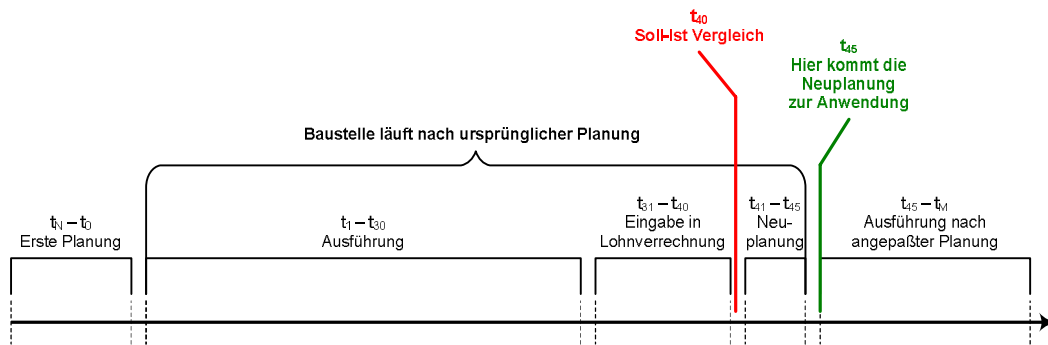 t40
Soll-Ist Vergleich
t45
Hier kommt die
Neuplanung
zur Anwendung
Baustelle läuft nach ursprünglicher Planung
tN – t0
Erste Planung
t1 – t30
Ausführung
t31 – t40
Eingabe in
Lohnverrechnung
t41 – t45
Neu-
planung
t45 – tM
Ausführung nach
angepaßter Planung